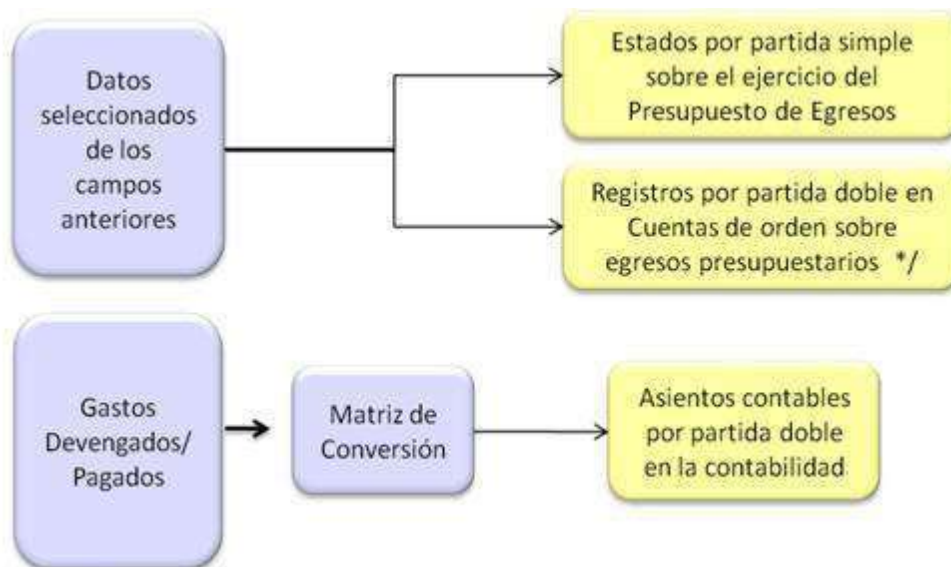 Datos
seleccionados
de los
campos
anteriores
Estados por partida simple
sobre el ejercicio del
Presupuesto de Egresos
Registros por partida doble en
Cuentas de orden sobre
egresos presupuestarios */
Gastos
Devengados/
Pagados
Matriz de
Conversión
Asientos contables
por partida doble
en la contabilidad